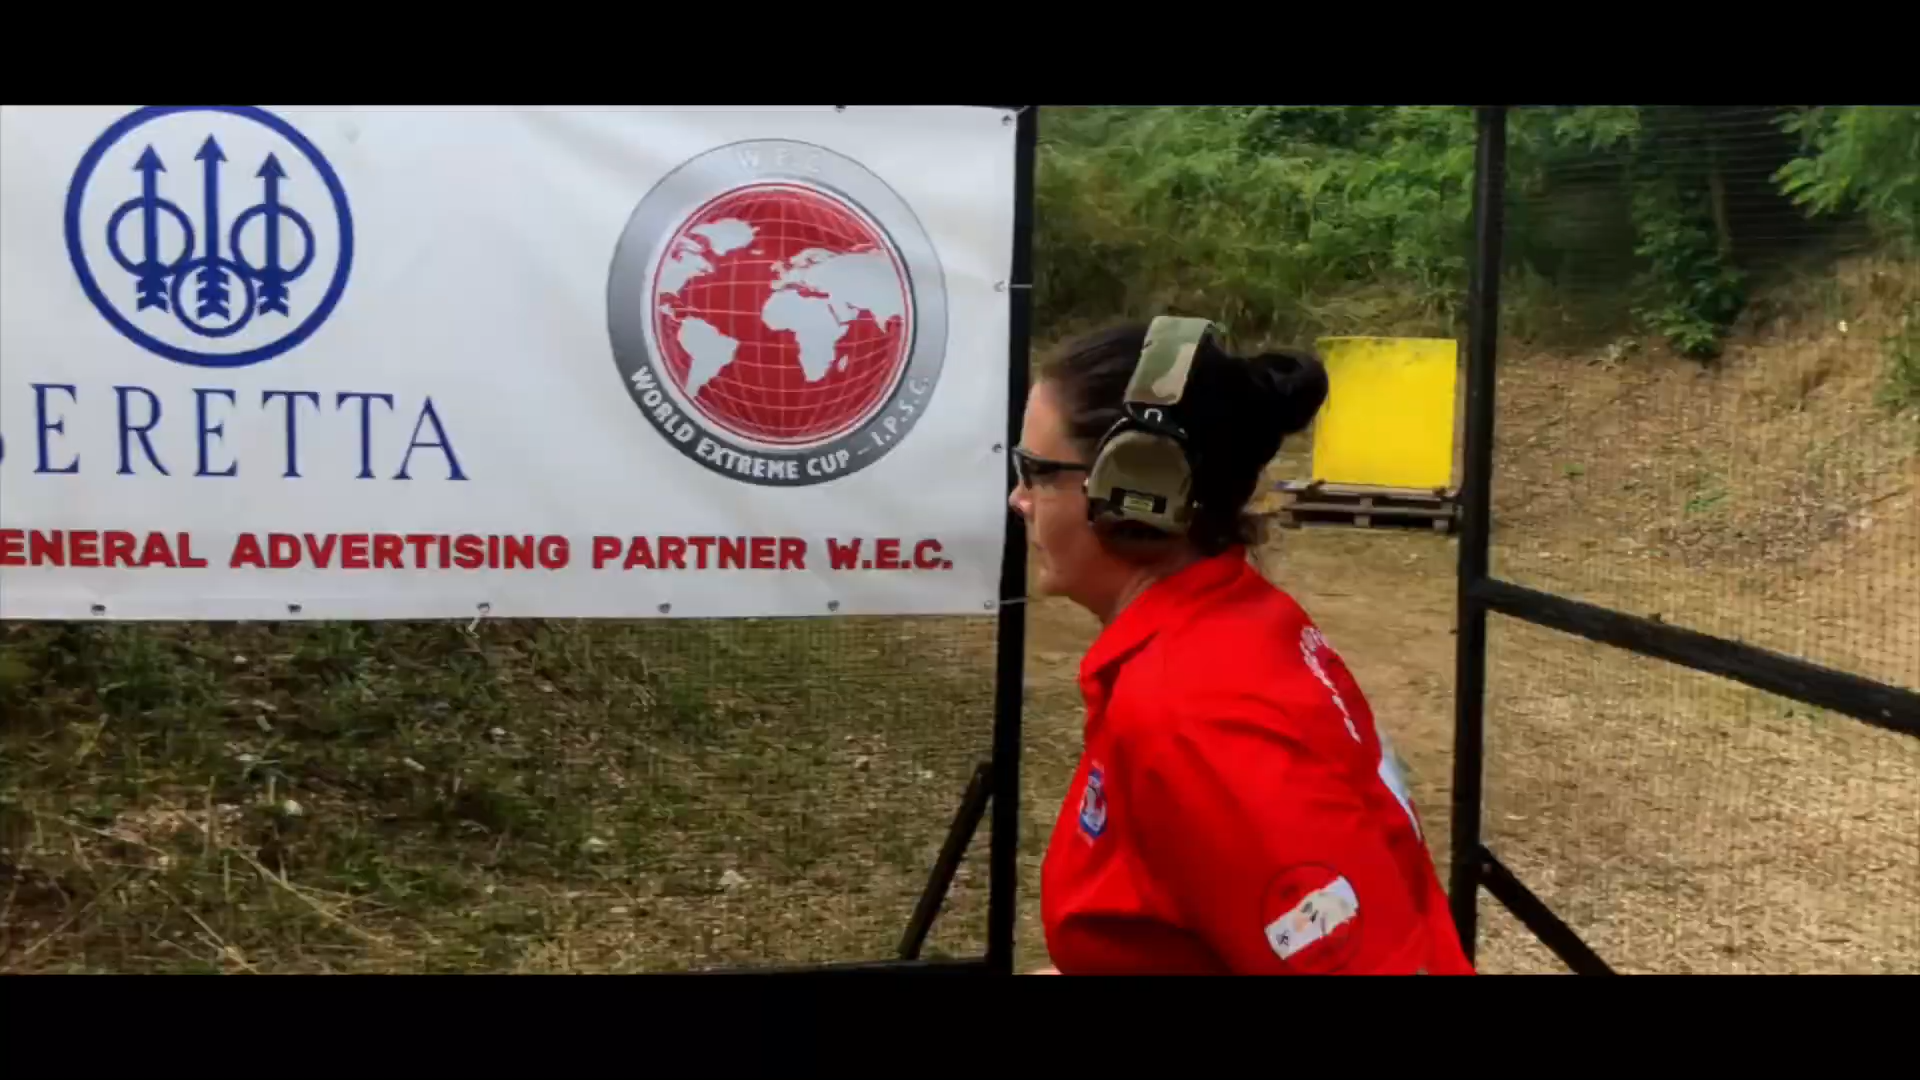 W.E.C
WORLD EXTREME CUP – I.P.S.C.
ERETTA
ENERAL ADVERTISING PARTNER W.E.C.